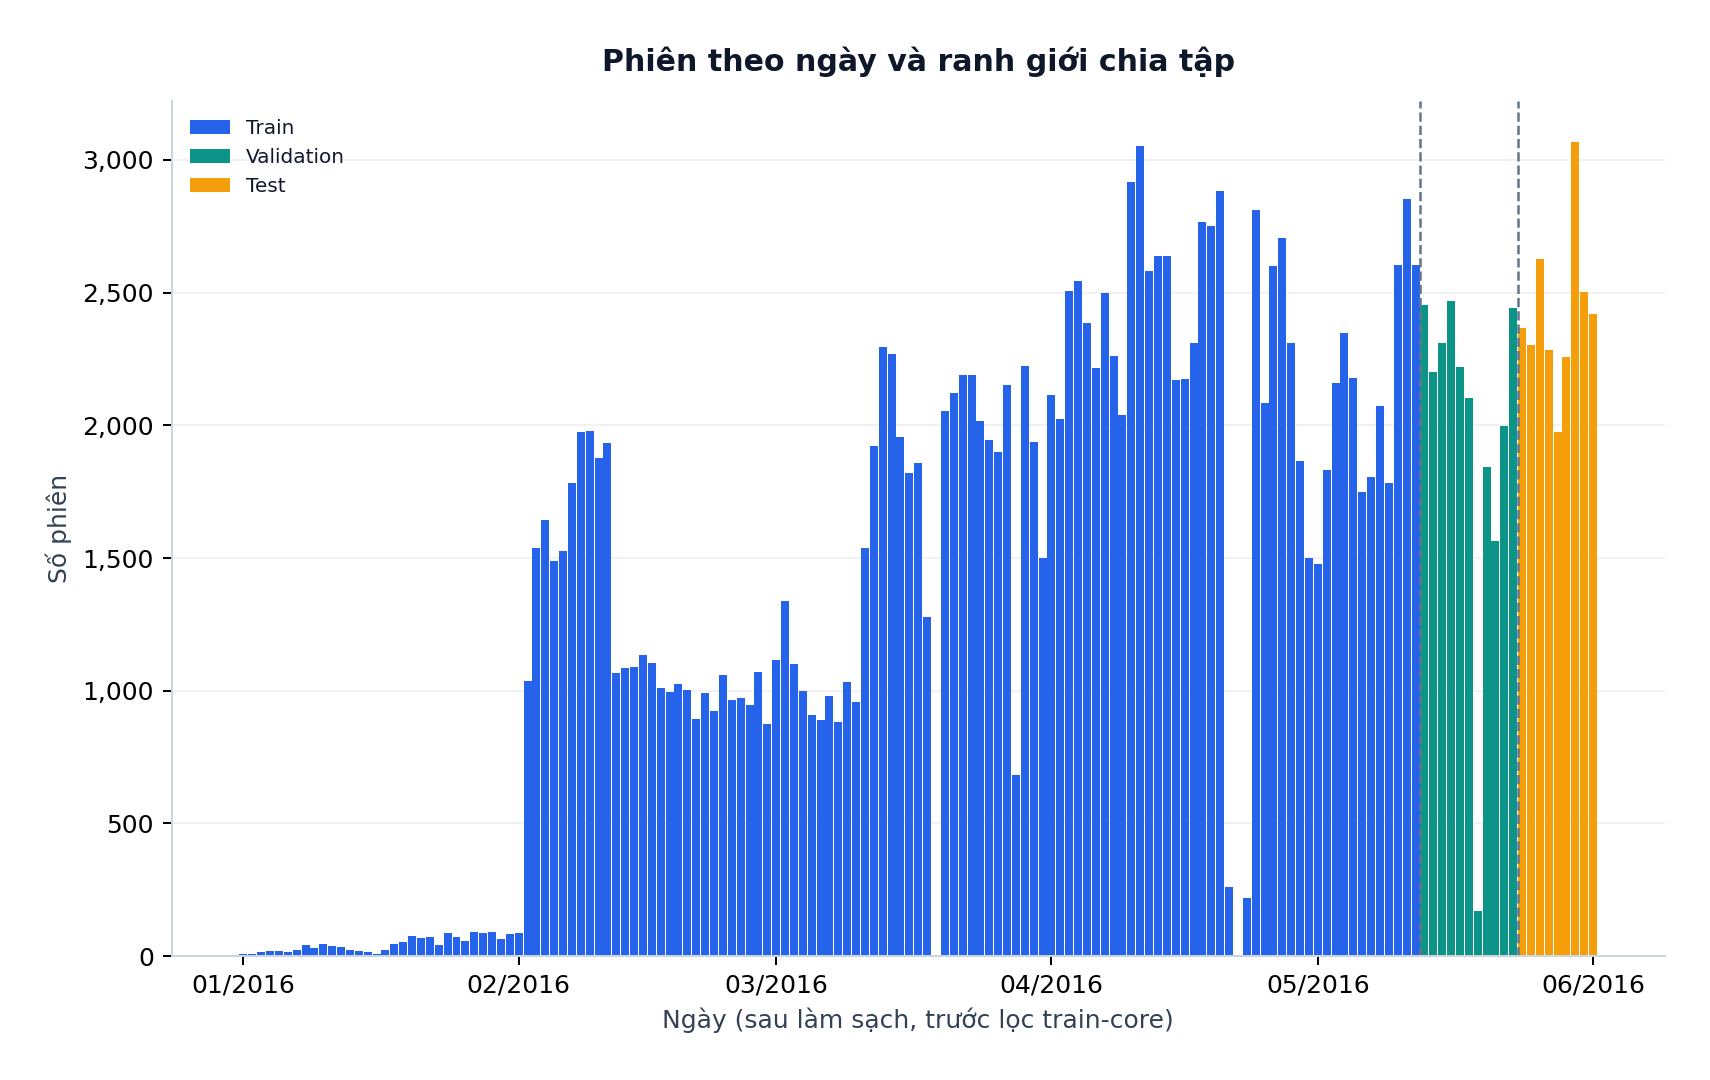 Phiên theo ngày và ranh giới chia tập
Train
Validation
Test
3,000
2,500
2,000
1,500
1,000
500
0
Số phiên
01/2016
02/2016
03/2016
04/2016
05/2016
06/2016
Ngày (sau làm sạch, trước lọc train-core)